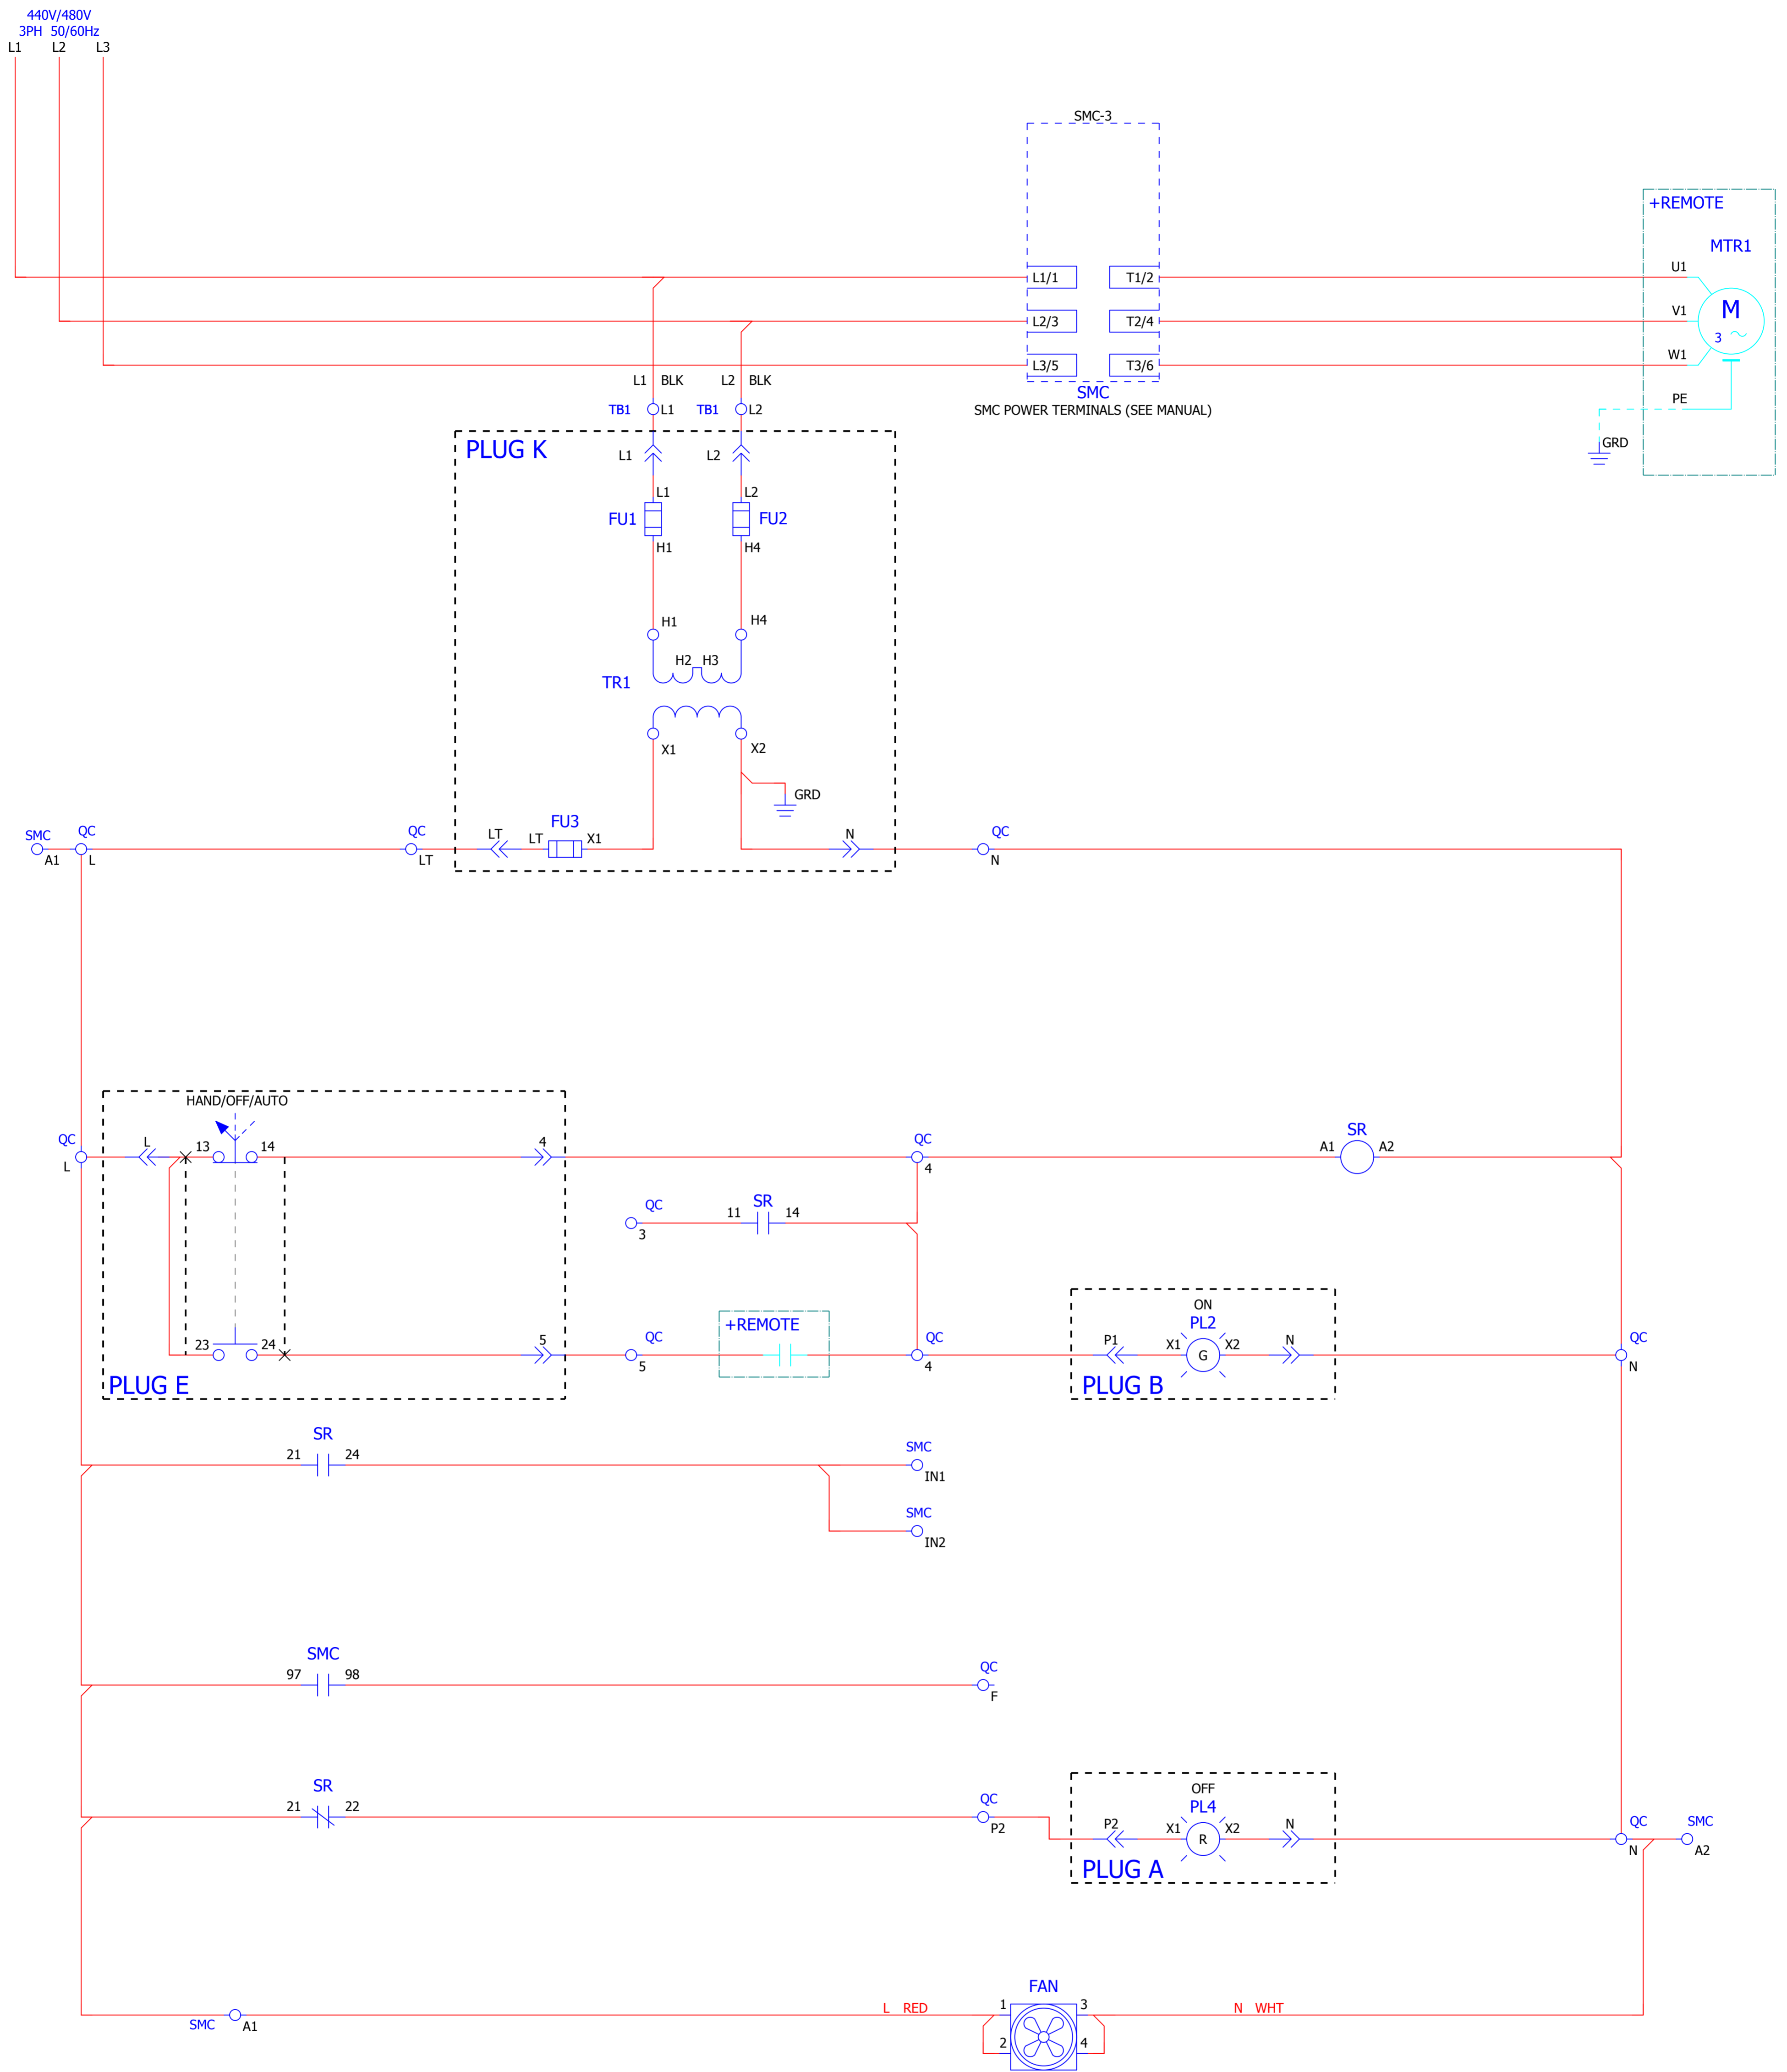 440V/480V
3PH 50/60Hz
L1 L2 L3
SMC-3
+REMOTE
MTR1
L1/1 T1/2 U1
L2/3 T2/4 V1
M
3
L3/5 T3/6 W1
SMC
SMC POWER TERMINALS (SEE MANUAL)
PE
GRD
L1 BLK L2 BLK
TB1 L1 TB1 L2
PLUG K
L1 L2
L1 L2
FU1 FU2
H1 H4
H1 H4
H2 H3
TR1
X1 X2
GRD
FU3
SMC QC QC LT LT X1 N QC
A1 L LT N
HAND/OFF/AUTO
QC L 13 14 4 QC SR
A1 A2
L 4
QC SR
11 14
3
ON
+REMOTE PL2
23 24 5 QC P1 X1 X2 N QC
G
5 4 N
PLUG E PLUG B
SR SMC
21 24
IN1
SMC
IN2
SMC QC
97 98
F
OFF
SR PL4
21 22 QC P2 X1 X2 N QC SMC
P2
R
N A2
PLUG A
FAN
L RED 1 3 N WHT
SMC A1
2 4